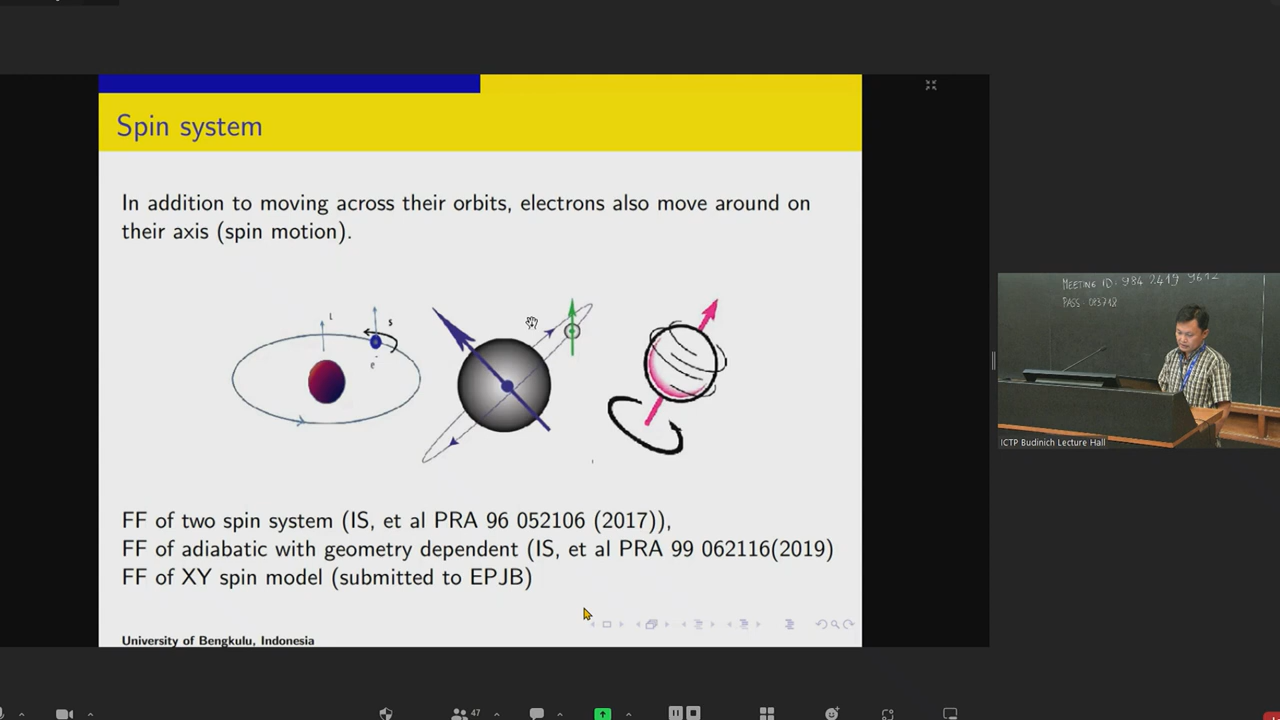 Spin system
In addition to moving across their orbits, electrons also move around on
their axis (spin motion).
L
s
e
FF of two spin system (IS, et al PRA 96 052106 (2017)),
FF of adiabatic with geometry dependent (IS, et al PRA 99 062116(2019)
FF of XY spin model (submitted to EPJB)
University of Bengkulu, Indonesia
MEETING ID: 984 2419 9612
PASS: 083718
ICTP Budinich Lecture Hall
47